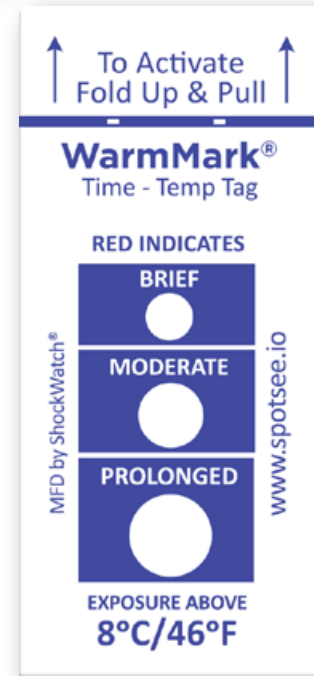 To Activate
Fold Up & Pull
WarmMark®
Time - Temp Tag
RED INDICATES
BRIEF
MODERATE
PROLONGED
MFD by ShockWatch®
www.spotsee.io
EXPOSURE ABOVE
8°C/46°F